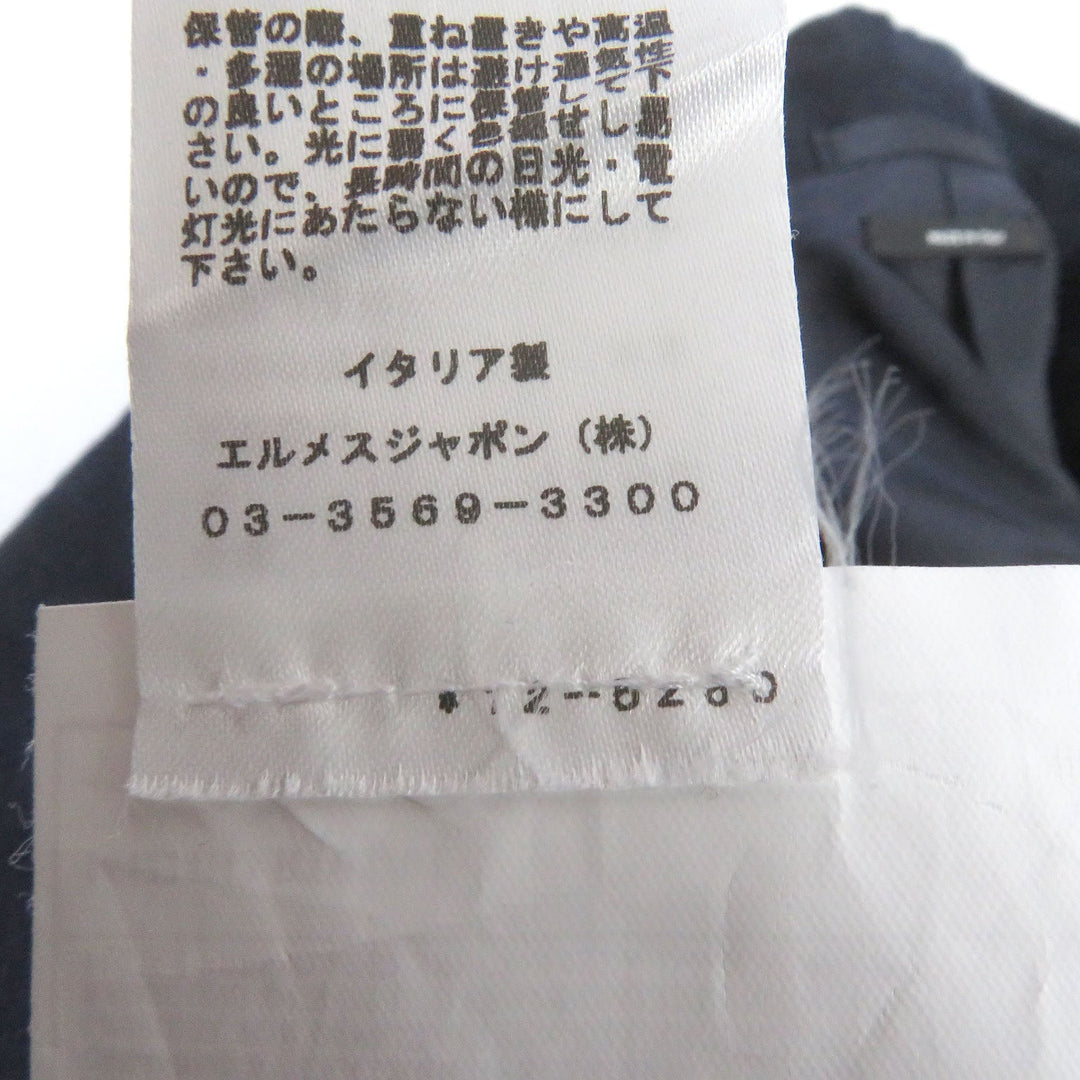 保管の際、重ね置きや高温
・多湿の場所は避け通気性
の良いところに保管して下
さい。光に弱く色褪せし易
いので、長時間の日光・電
灯光にあたらない様にして
下さい。
イタリア製
エルメスジャポン（株）
03-3569-3300